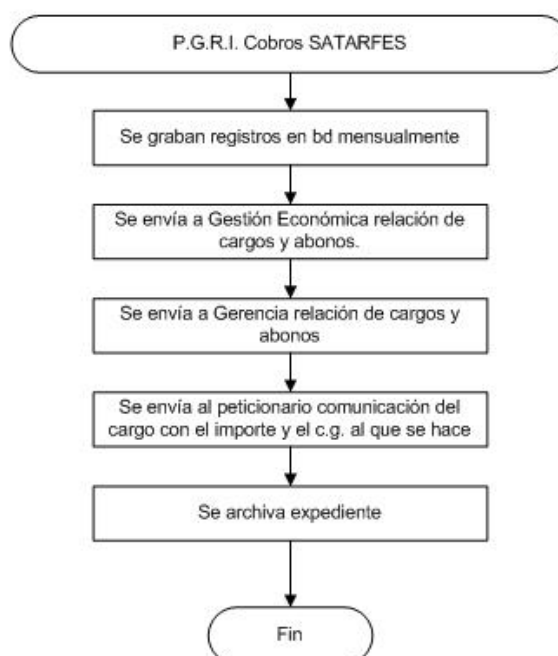 P.G.R.I. Cobros SATARFES
Se graban registros en bd mensualmente
Se envía a Gestión Económica relación de
cargos y abonos.
Se envía a Gerencia relación de cargos y
abonos
Se envía al peticionario comunicación del
cargo con el importe y el c.g. al que se hace
Se archiva expediente
Fin